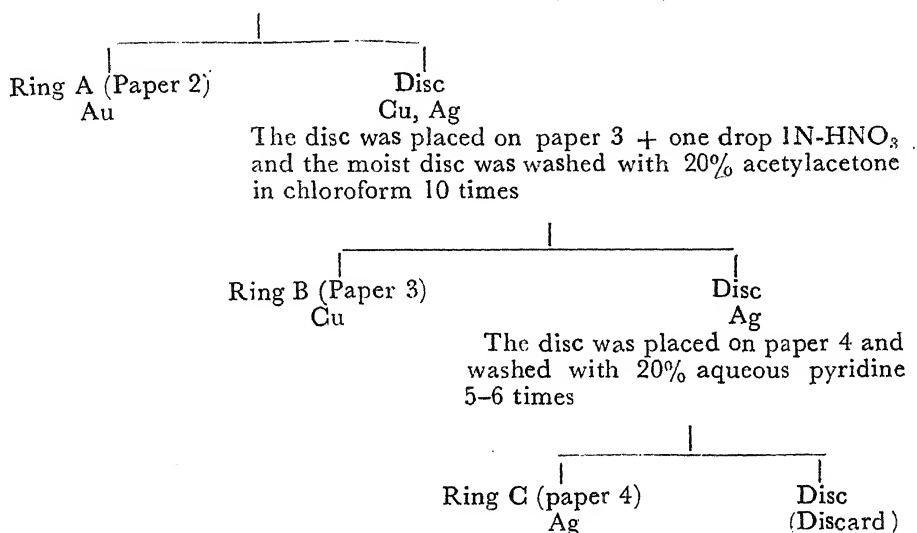 Ring A (Paper 2) Disc
Au Cu, Ag
The disc was placed on paper 3 + one drop 1N-HNO₃
and the moist disc was washed with 20% acetylacetone
in chloroform 10 times
Ring B (Paper 3) Disc
Cu Ag
The disc was placed on paper 4 and
washed with 20% aqueous pyridine
5–6 times
Ring C (paper 4) Disc
Ag (Discard)